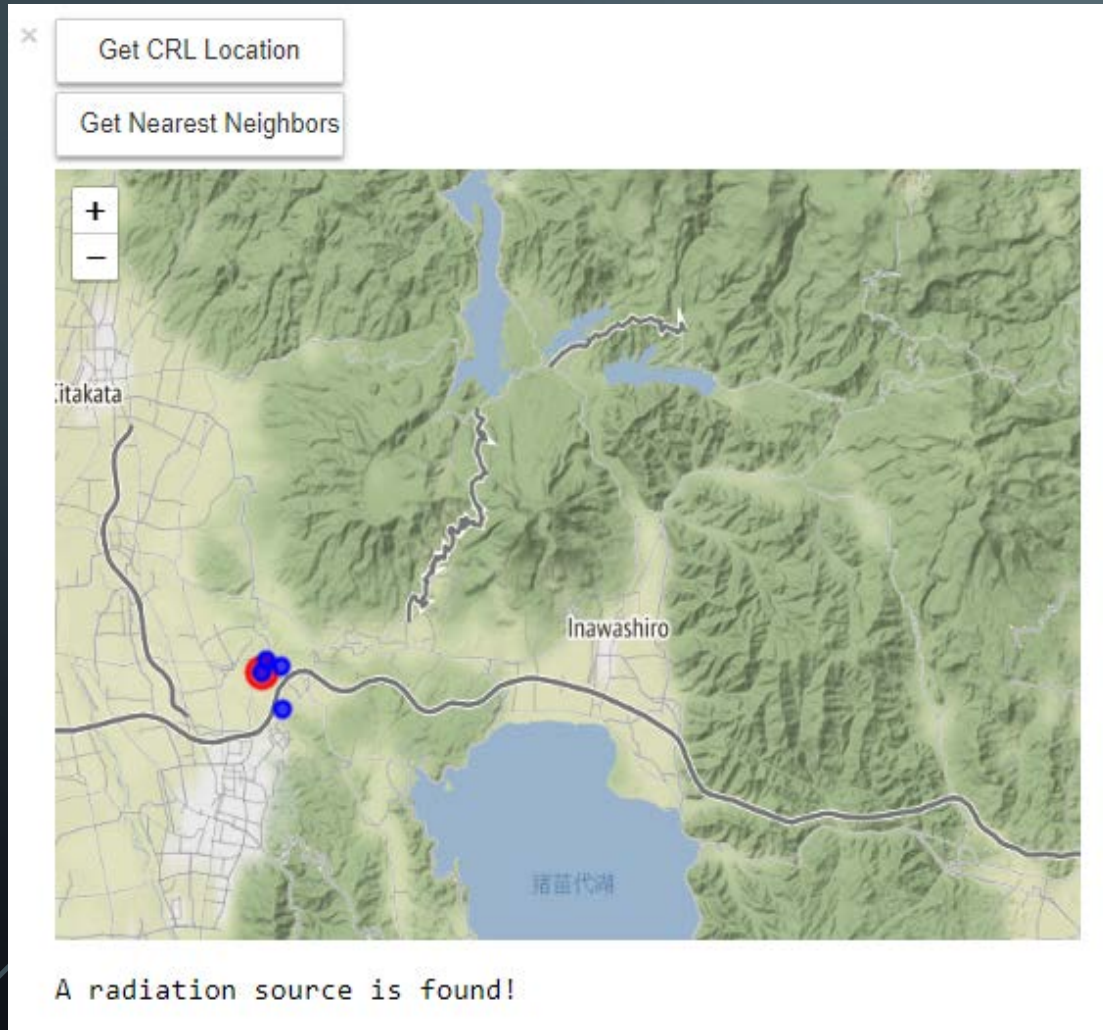 ×
Get CRL Location
Get Nearest Neighbors
+
−
itakata
Inawashiro
猪苗代湖
A radiation source is found!